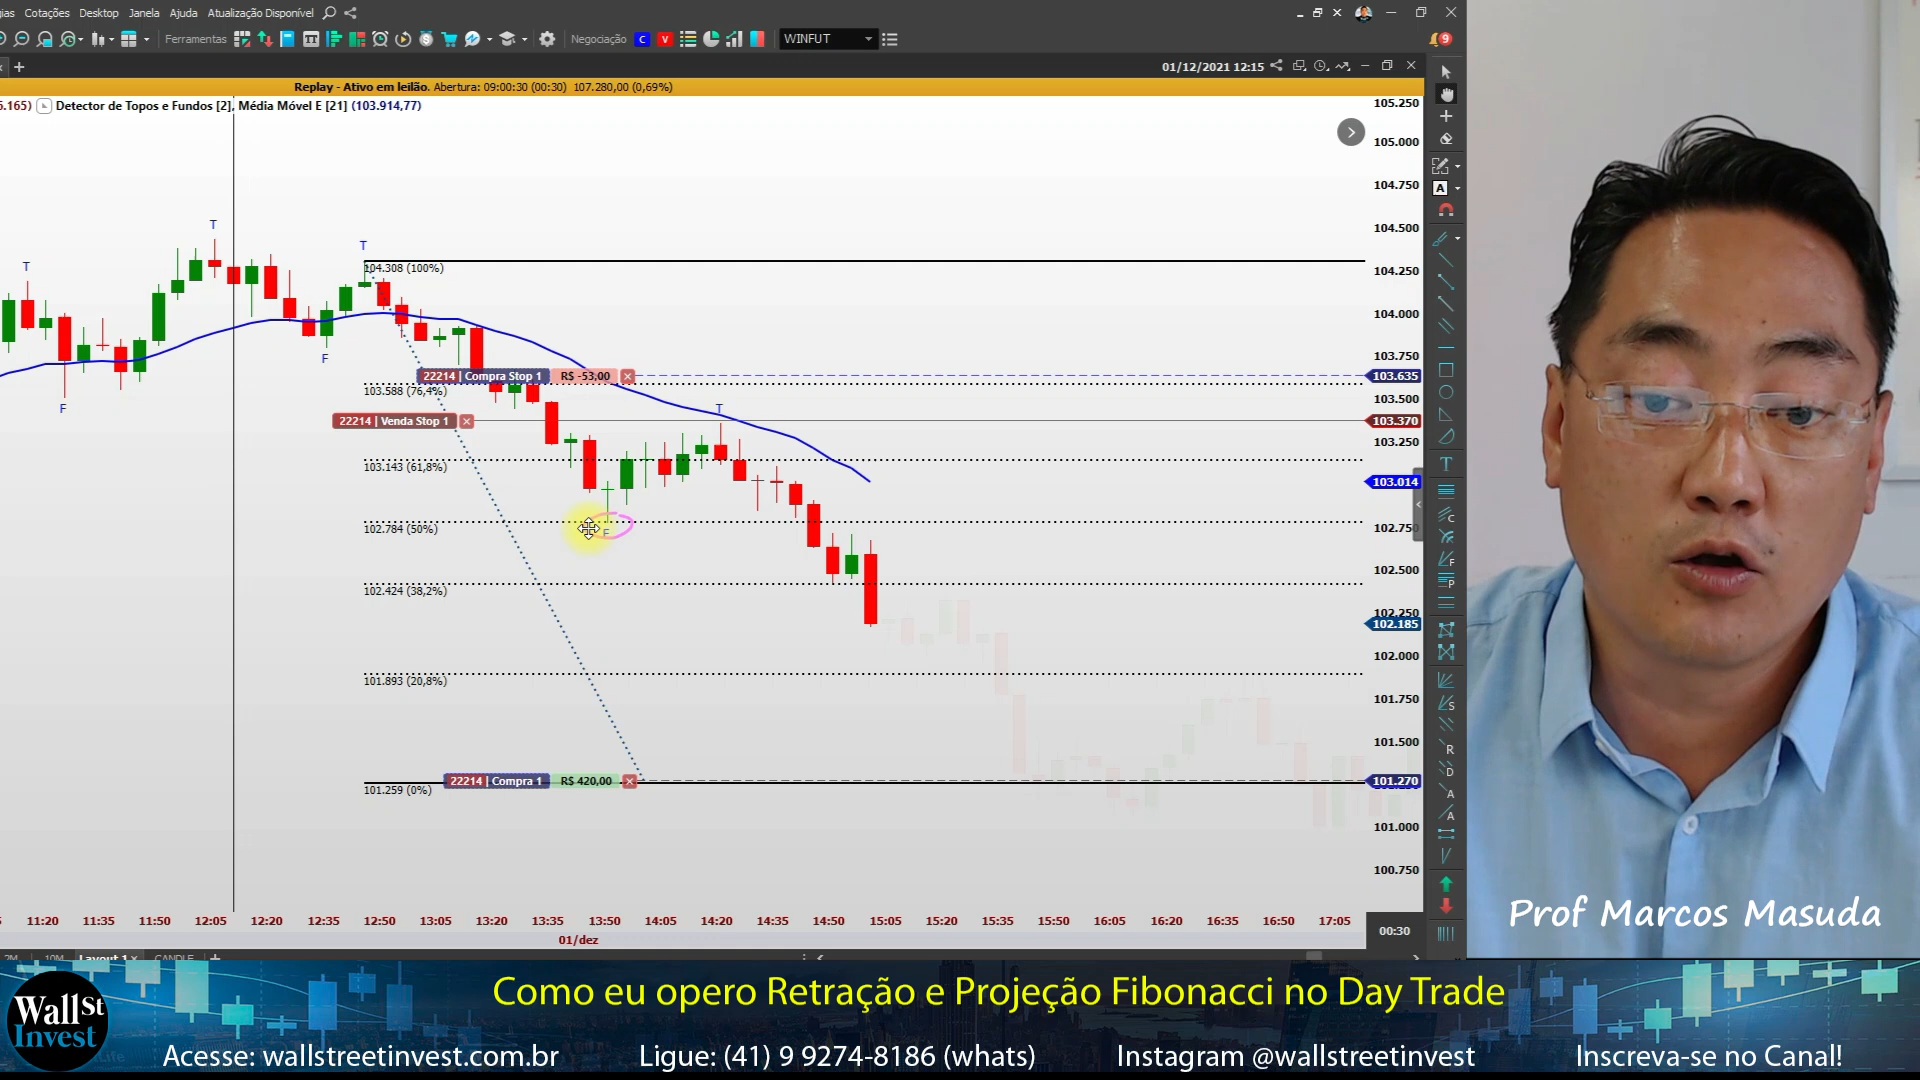 Cotações Desktop Janela Ajuda Atualização Disponível
Ferramentas
Negociação
C
V
WINFUT
9
01/12/2021 12:15
Replay - Ativo em leilão. Abertura: 09:00:30 (00:30) 107.280,00 (0,69%)
Detector de Topos e Fundos [2], Média Móvel E [21] (103.914,77)
105.250
105.000
104.750
104.500
104.250
104.000
103.750
103.635
103.500
103.370
103.250
103.014
102.750
102.500
102.250
102.185
102.000
101.750
101.500
101.270
101.000
100.750
T
T
T
T
F
F
F
104.308 (100%)
22214 | Compra Stop 1 R$ -53,00
103.588 (76,4%)
22214 | Venda Stop 1
103.143 (61,8%)
102.784 (50%)
102.424 (38,2%)
101.893 (20,8%)
22214 | Compra 1 R$ 420,00
101.259 (0%)
11:20 11:35 11:50 12:05 12:20 12:35 12:50 13:05 13:20 13:35 13:50 14:05 14:20 14:35 14:50 15:05 15:20 15:35 15:50 16:05 16:20 16:35 16:50 17:05
00:30
01/dez
Layout 1
CANDLE
Prof Marcos Masuda
Wall St
Invest
Como eu opero Retração e Projeção Fibonacci no Day Trade
Acesse: wallstreetinvest.com.br Ligue: (41) 9 9274-8186 (whats) Instagram @wallstreetinvest Inscreva-se no Canal!